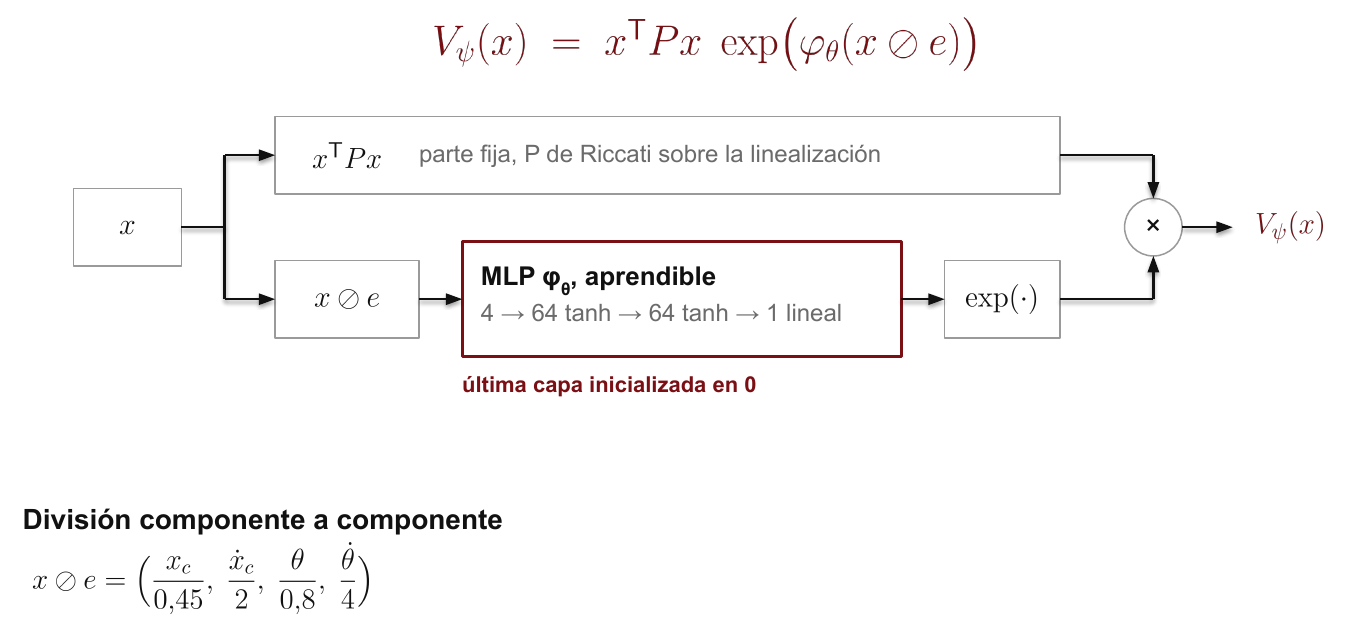 V_ψ(x) = x^⊤Px exp(φ_θ(x ⊘ e))
x^⊤Px parte fija, P de Riccati sobre la linealización
x
×
V_ψ(x)
x ⊘ e
MLP φ_θ, aprendible
4 → 64 tanh → 64 tanh → 1 lineal
exp(·)
última capa inicializada en 0
División componente a componente
x ⊘ e = (x_c/0,45, ẋ_c/2, θ/0,8, θ̇/4)